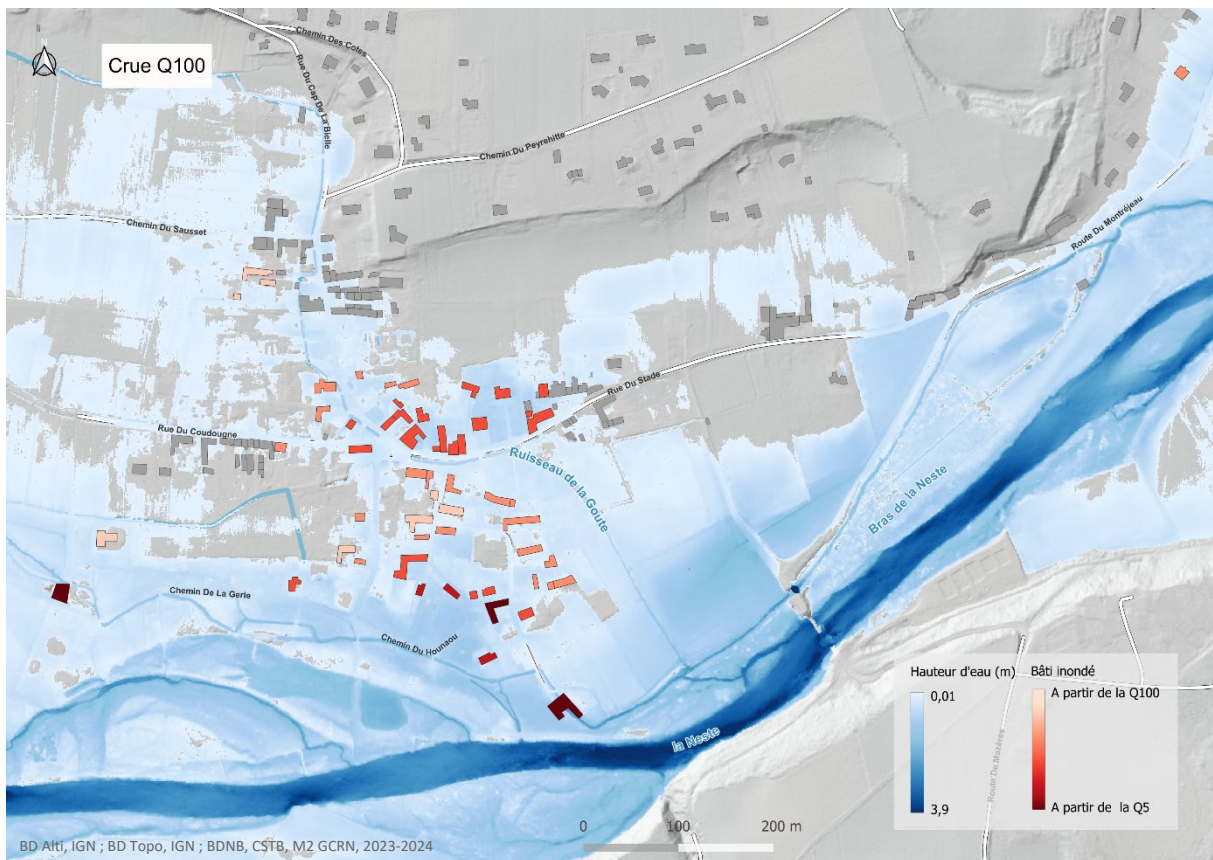 N
Crue Q100
Chemin Des Cotes
Rue Du Cap De La Bielle
Chemin Du Peyrehitte
Chemin Du Sausset
Route Du Montréjeau
Rue Du Stade
Rue Du Coudougne
Ruisseau de la Goute
Bras de la Neste
Chemin De La Gerle
Chemin Du Hounaou
la Neste
Route De Mazères
Hauteur d'eau (m)
0,01
3,9
Bâti inondé
A partir de la Q100
A partir de la Q5
0 100 200 m
BD Alti, IGN ; BD Topo, IGN ; BDNB, CSTB, M2 GCRN, 2023-2024